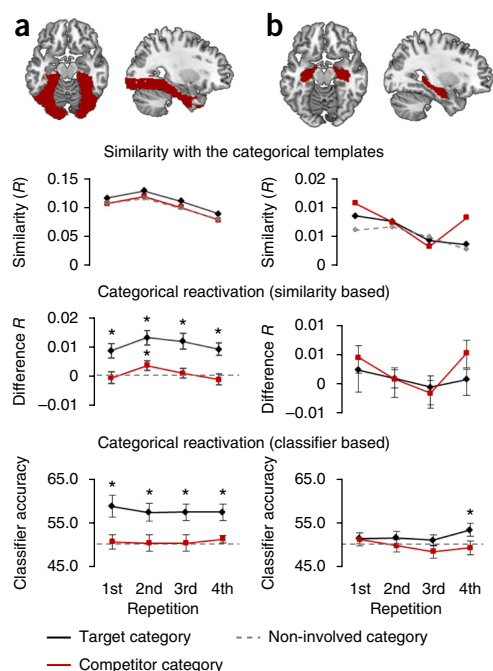 a
b
Similarity with the categorical templates
Similarity (R)
0.15
0.10
0.05
0
Similarity (R)
0.02
0.01
0.01
0
Categorical reactivation (similarity based)
Difference R
0.02
0.01
0
–0.01
* * * *
*
Difference R
0.01
0.01
0
–0.01
Categorical reactivation (classifier based)
Classifier accuracy
65.0
55.0
45.0
* * * *
1st 2nd 3rd 4th
Repetition
Classifier accuracy
65.0
55.0
45.0
*
1st 2nd 3rd 4th
Repetition
Target category
Non-involved category
Competitor category